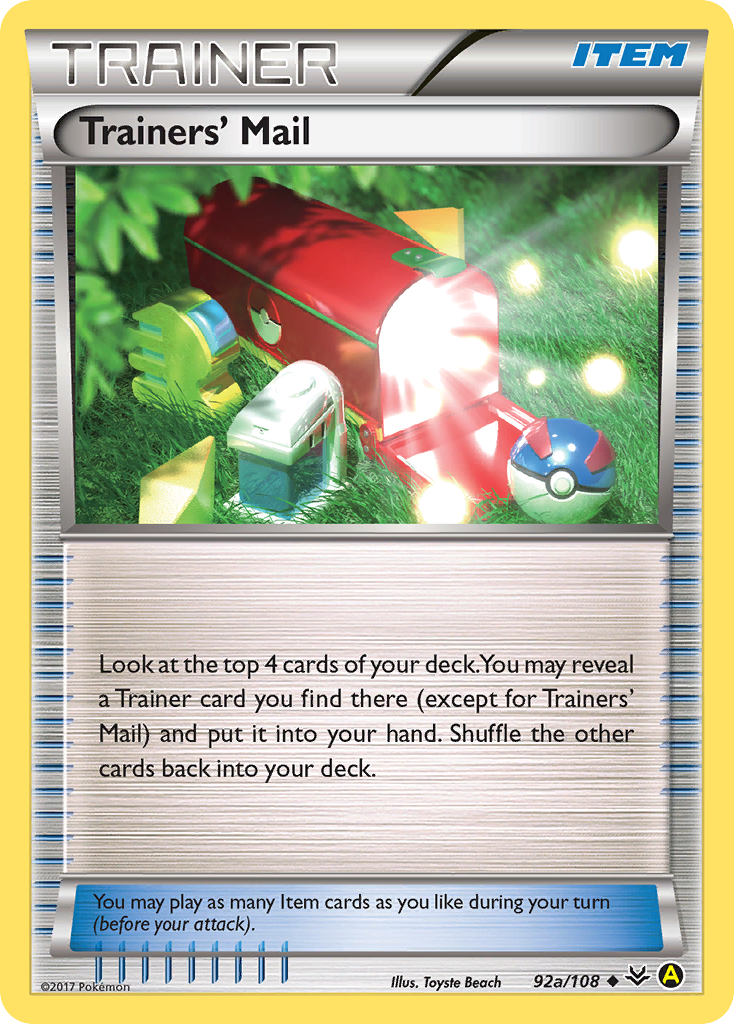 TRAINER
ITEM
Trainers’ Mail
Look at the top 4 cards of your deck.You may reveal
a Trainer card you find there (except for Trainers’
Mail) and put it into your hand. Shuffle the other
cards back into your deck.
You may play as many Item cards as you like during your turn
(before your attack).
©2017 Pokémon
Illus. Toyste Beach
92a/108
A